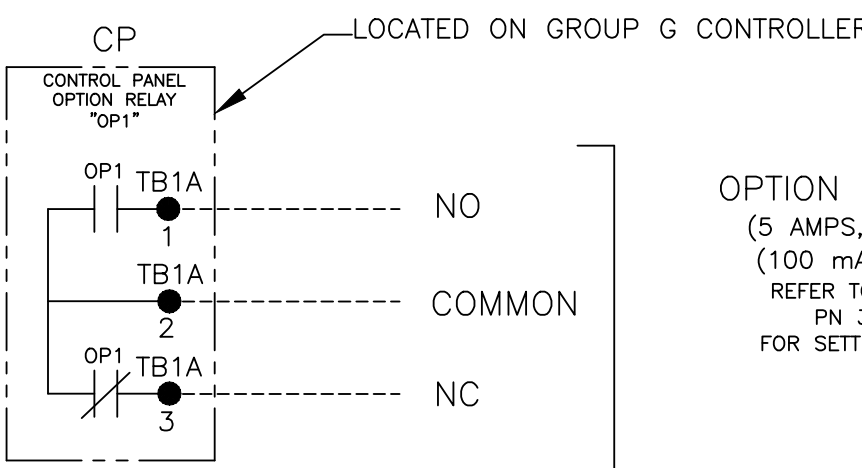 CP
LOCATED ON GROUP G CONTROLLER
CONTROL PANEL
OPTION RELAY
"OP1"
OP1
TB1A
1
NO
TB1A
2
COMMON
OP1
TB1A
3
NC
OPTION
(5 AMPS,
(100 mA
REFER TO
PN
FOR SETT